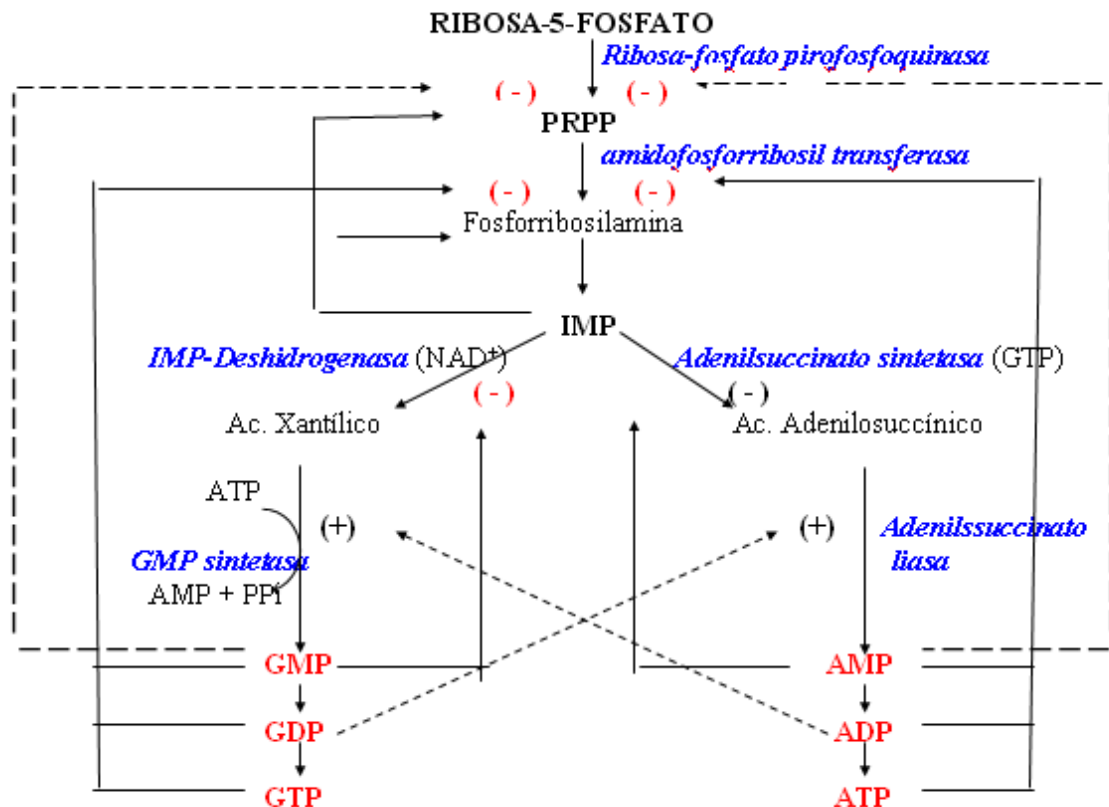 RIBOSA-5-FOSFATO
Ribosa-fosfato pirofosfoquinasa
(-) (-)
PRPP
amidofosforribosil transferasa
(-) (-)
Fosforribosilamina
IMP
IMP-Deshidrogenasa (NAD⁺) Adenilsuccinato sintetasa (GTP)
(-) (-)
Ac. Xantílico Ac. Adenilosuccínico
ATP
(+) (+) Adenilssuccinato
GMP sintetasa liasa
AMP + PPi
GMP AMP
GDP ADP
GTP ATP